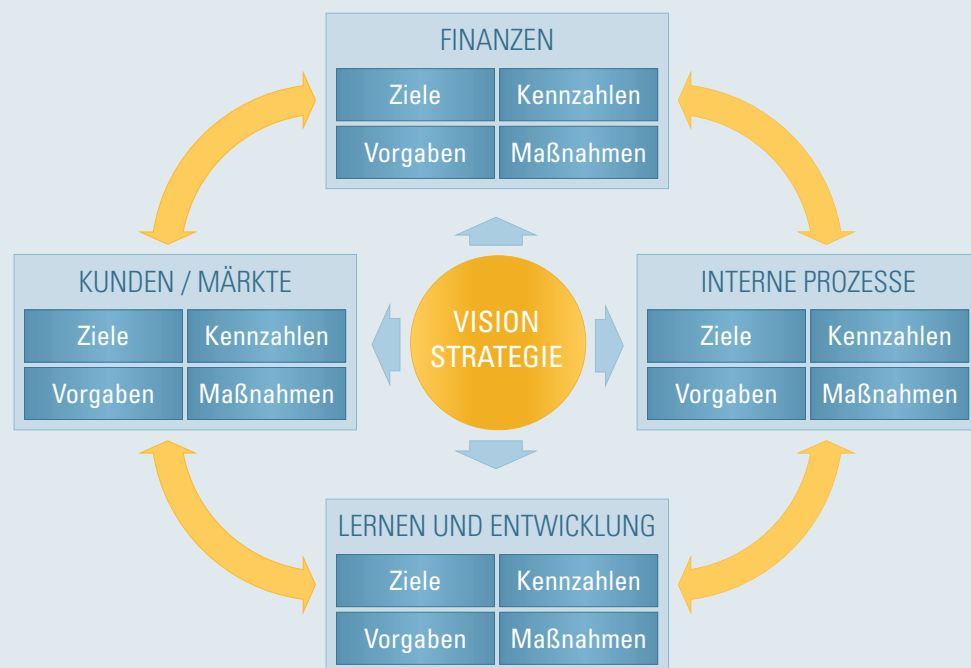 FINANZEN
Ziele
Kennzahlen
Vorgaben
Maßnahmen
KUNDEN / MÄRKTE
Ziele
Kennzahlen
Vorgaben
Maßnahmen
VISION
STRATEGIE
INTERNE PROZESSE
Ziele
Kennzahlen
Vorgaben
Maßnahmen
LERNEN UND ENTWICKLUNG
Ziele
Kennzahlen
Vorgaben
Maßnahmen